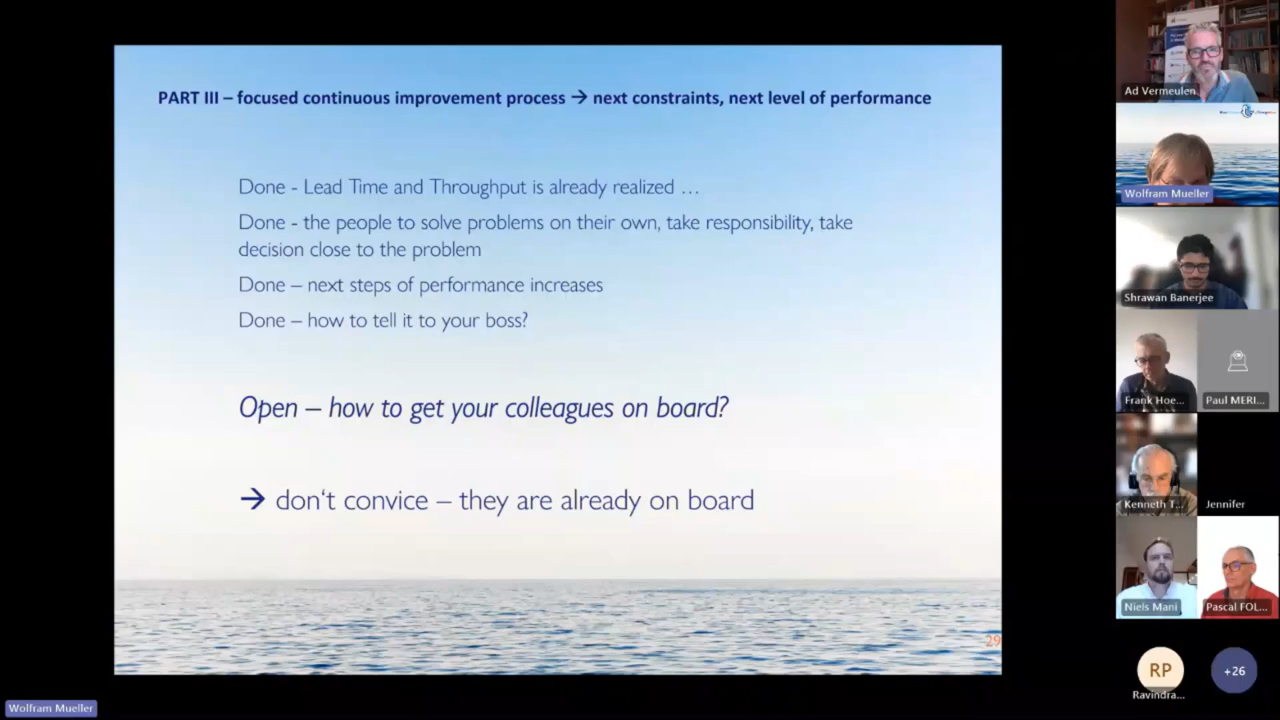 PART III – focused continuous improvement process → next constraints, next level of performance
Done - Lead Time and Throughput is already realized …
Done - the people to solve problems on their own, take responsibility, take
decision close to the problem
Done – next steps of performance increases
Done – how to tell it to your boss?
Open – how to get your colleagues on board?
→ don‘t convice – they are already on board
29
Ad Vermeulen
Wolfram Mueller
Shrawan Banerjee
Frank Hoe...
Paul MERI...
Kenneth T...
Jennifer
Niels Mani
Pascal FOL...
RP
Ravindra...
+26
Wolfram Mueller